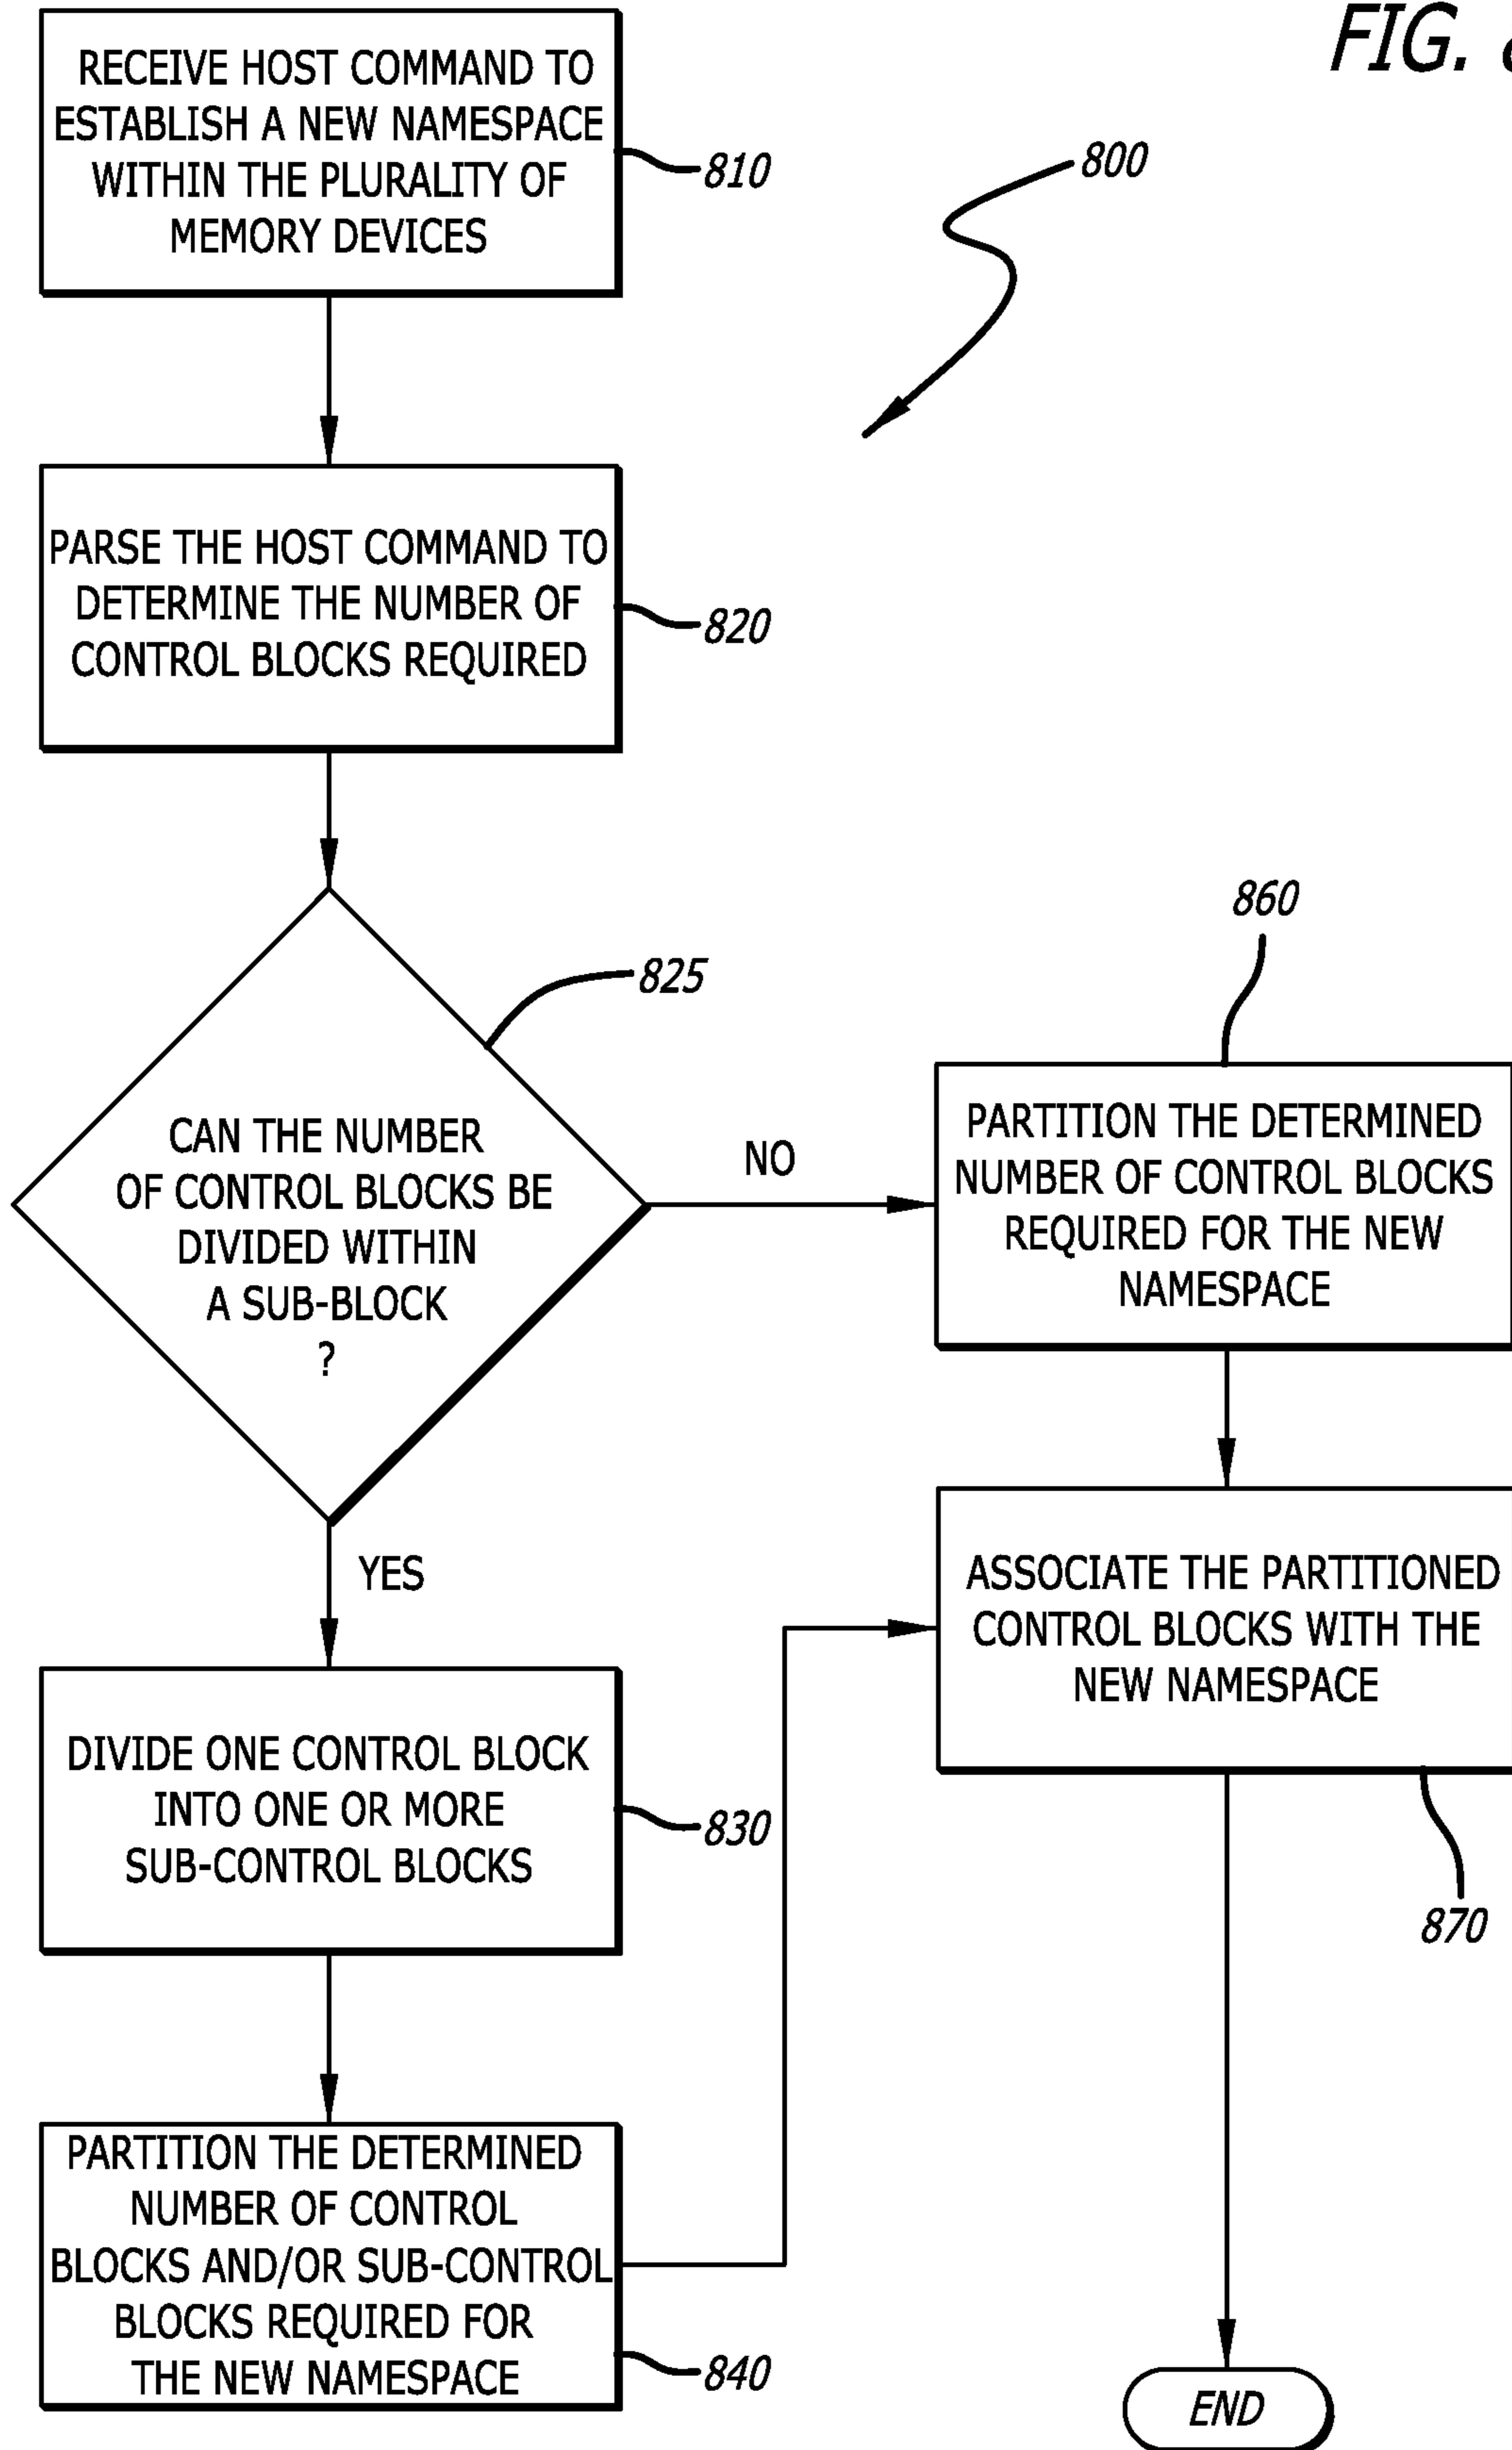 FIG.
RECEIVE HOST COMMAND TO
ESTABLISH A NEW NAMESPACE
WITHIN THE PLURALITY OF
MEMORY DEVICES
810
800
PARSE THE HOST COMMAND TO
DETERMINE THE NUMBER OF
CONTROL BLOCKS REQUIRED
820
825
CAN THE NUMBER
OF CONTROL BLOCKS BE
DIVIDED WITHIN
A SUB-BLOCK
?
NO
YES
860
PARTITION THE DETERMINED
NUMBER OF CONTROL BLOCKS
REQUIRED FOR THE NEW
NAMESPACE
ASSOCIATE THE PARTITIONED
CONTROL BLOCKS WITH THE
NEW NAMESPACE
870
DIVIDE ONE CONTROL BLOCK
INTO ONE OR MORE
SUB-CONTROL BLOCKS
830
PARTITION THE DETERMINED
NUMBER OF CONTROL
BLOCKS AND/OR SUB-CONTROL
BLOCKS REQUIRED FOR
THE NEW NAMESPACE
840
END